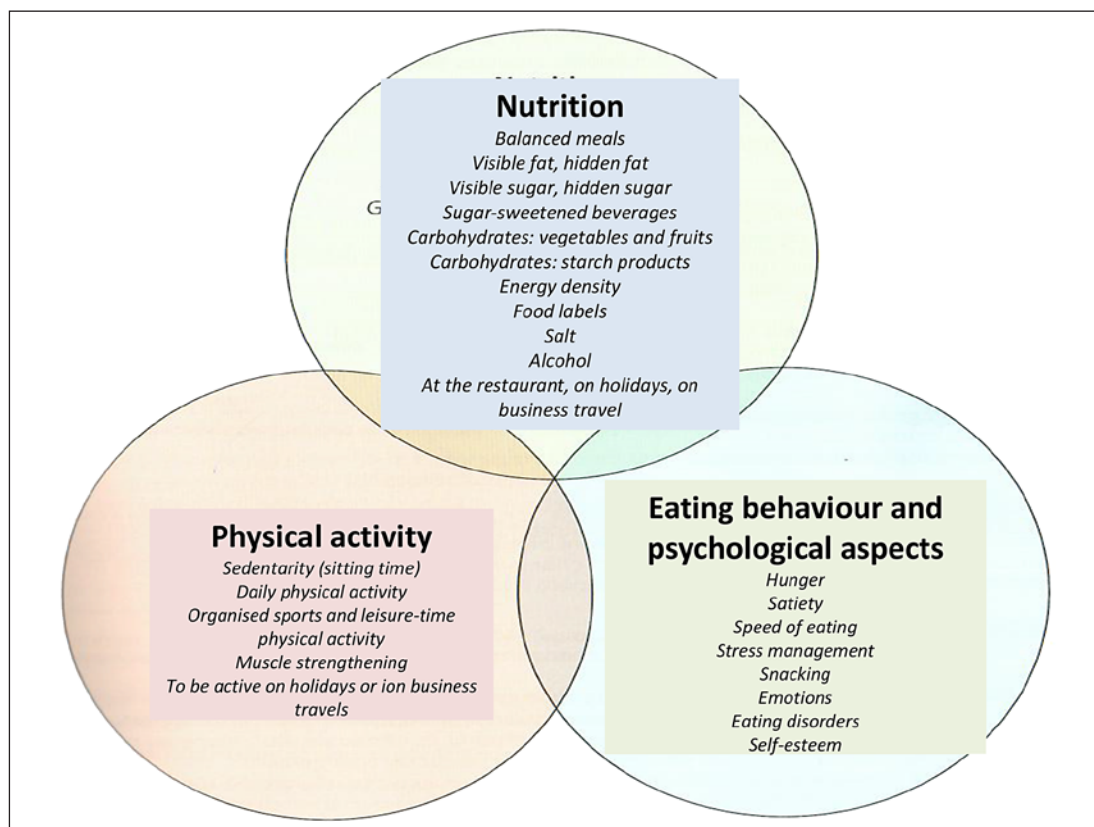 Nutrition
Balanced meals
Visible fat, hidden fat
Visible sugar, hidden sugar
Sugar-sweetened beverages
Carbohydrates: vegetables and fruits
Carbohydrates: starch products
Energy density
Food labels
Salt
Alcohol
At the restaurant, on holidays, on
business travel
Physical activity
Sedentarity (sitting time)
Daily physical activity
Organised sports and leisure-time
physical activity
Muscle strengthening
To be active on holidays or ion business
travels
Eating behaviour and
psychological aspects
Hunger
Satiety
Speed of eating
Stress management
Snacking
Emotions
Eating disorders
Self-esteem